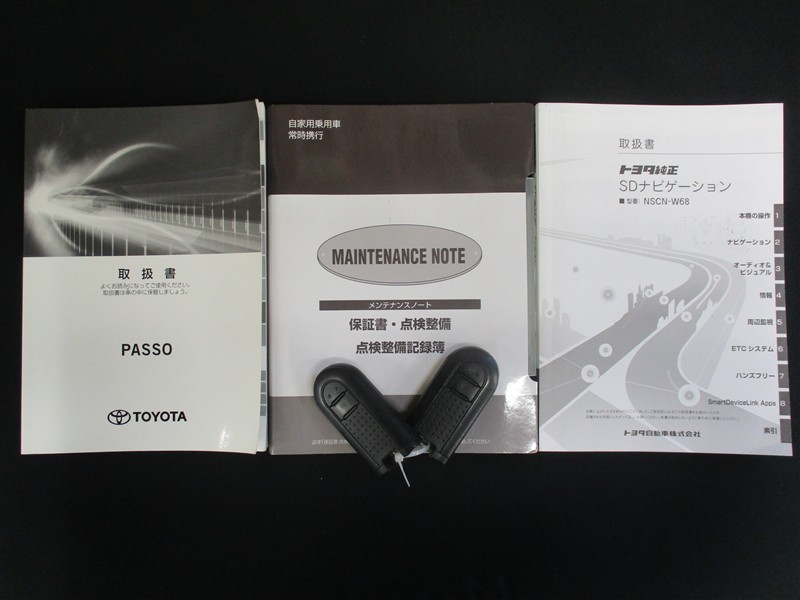 取扱書
よくお読みになってご使用ください。
取扱書は車の中に保管しましょう。
PASSO
TOYOTA
自家用乗用車
常時携行
MAINTENANCE NOTE
メンテナンスノート
保証書・点検整備
点検整備記録簿
取扱書
トヨタ純正
SDナビゲーション
■ 型番: NSCN-W68
本機の操作 1
ナビゲーション 2
オーディオ&
ビジュアル 3
情報 4
周辺監視 5
ETCシステム 6
ハンズフリー 7
SmartDeviceLink Apps 8
索引
トヨタ自動車株式会社